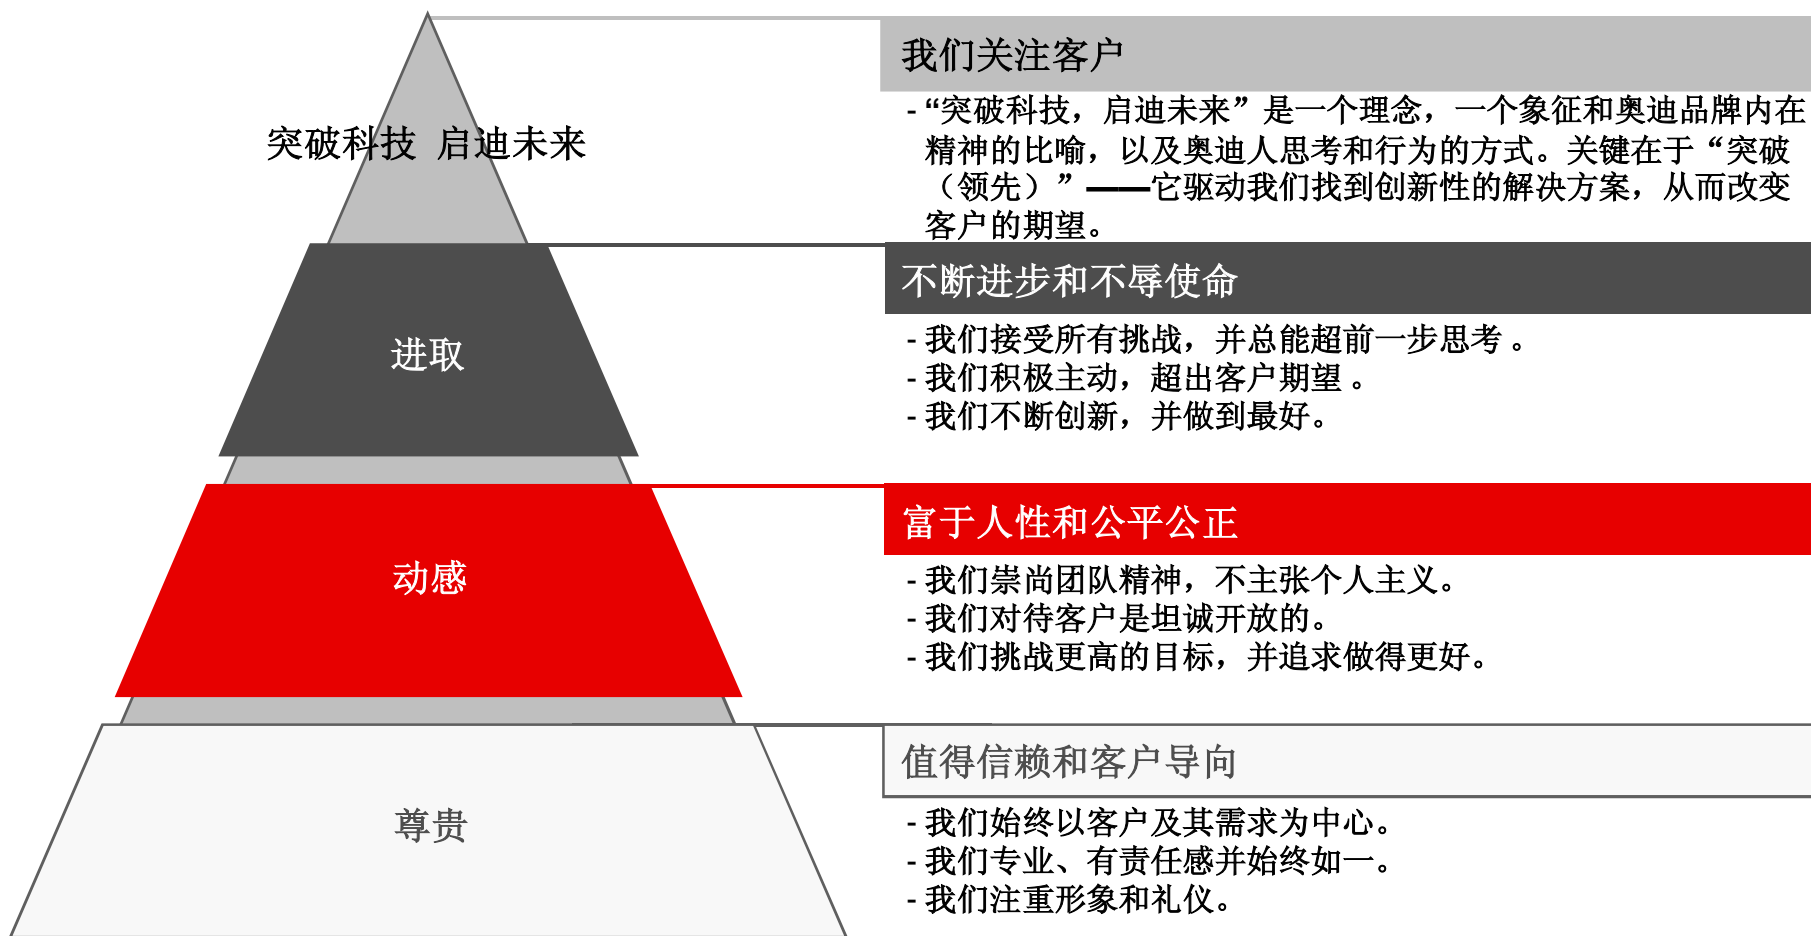 我们关注客户
- “突破科技，启迪未来”是一个理念，一个象征和奥迪品牌内在
精神的比喻，以及奥迪人思考和行为的方式。关键在于“突破
（领先）”——它驱动我们找到创新性的解决方案，从而改变
客户的期望。
突破科技 启迪未来
不断进步和不辱使命
- 我们接受所有挑战，并总能超前一步思考 。
- 我们积极主动，超出客户期望 。
- 我们不断创新，并做到最好。
进取
富于人性和公平公正
- 我们崇尚团队精神，不主张个人主义。
- 我们对待客户是坦诚开放的。
- 我们挑战更高的目标，并追求做得更好。
动感
值得信赖和客户导向
- 我们始终以客户及其需求为中心。
- 我们专业、有责任感并始终如一。
- 我们注重形象和礼仪。
尊贵